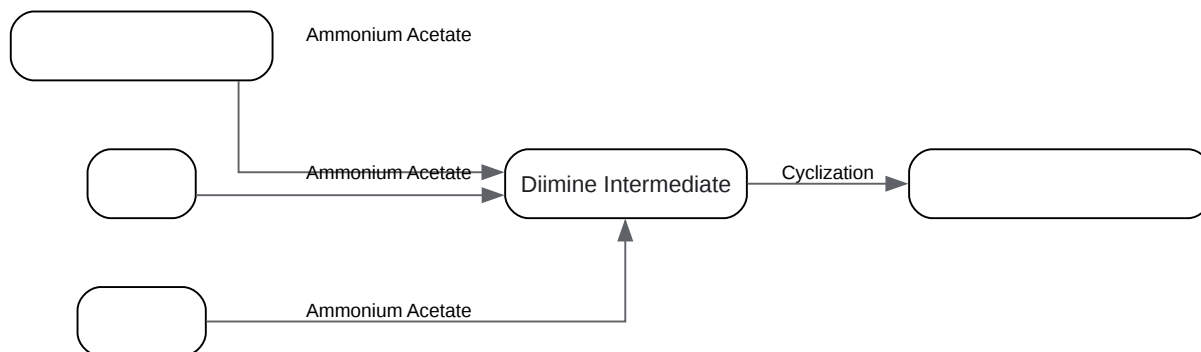 Ammonium Acetate
Ammonium Acetate
Diimine Intermediate
Cyclization
Ammonium Acetate